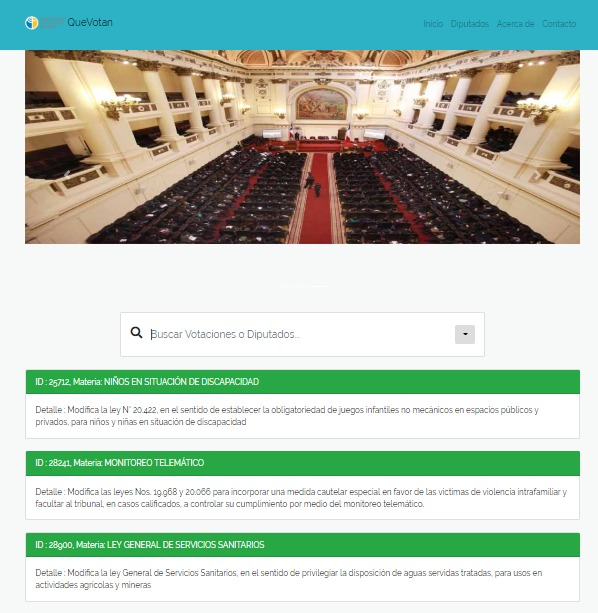 QueVotan
Inicio Diputados Acerca de Contacto
Buscar Votaciones o Diputados...
ID : 25712, Materia: NIÑOS EN SITUACIÓN DE DISCAPACIDAD
Detalle : Modifica la ley N° 20.422, en el sentido de establecer la obligatoriedad de juegos infantiles no mecánicos en espacios públicos y
privados, para niños y niñas en situación de discapacidad
ID : 28241, Materia: MONITOREO TELEMÁTICO
Detalle : Modifica las leyes Nos. 19.968 y 20.066 para incorporar una medida cautelar especial en favor de las victimas de violencia intrafamiliar y
facultar al tribunal, en casos calificados, a controlar su cumplimiento por medio del monitoreo telemático.
ID : 28900, Materia: LEY GENERAL DE SERVICIOS SANITARIOS
Detalle : Modifica la ley General de Servicios Sanitarios, en el sentido de privilegiar la disposición de aguas servidas tratadas, para usos en
actividades agrícolas y mineras